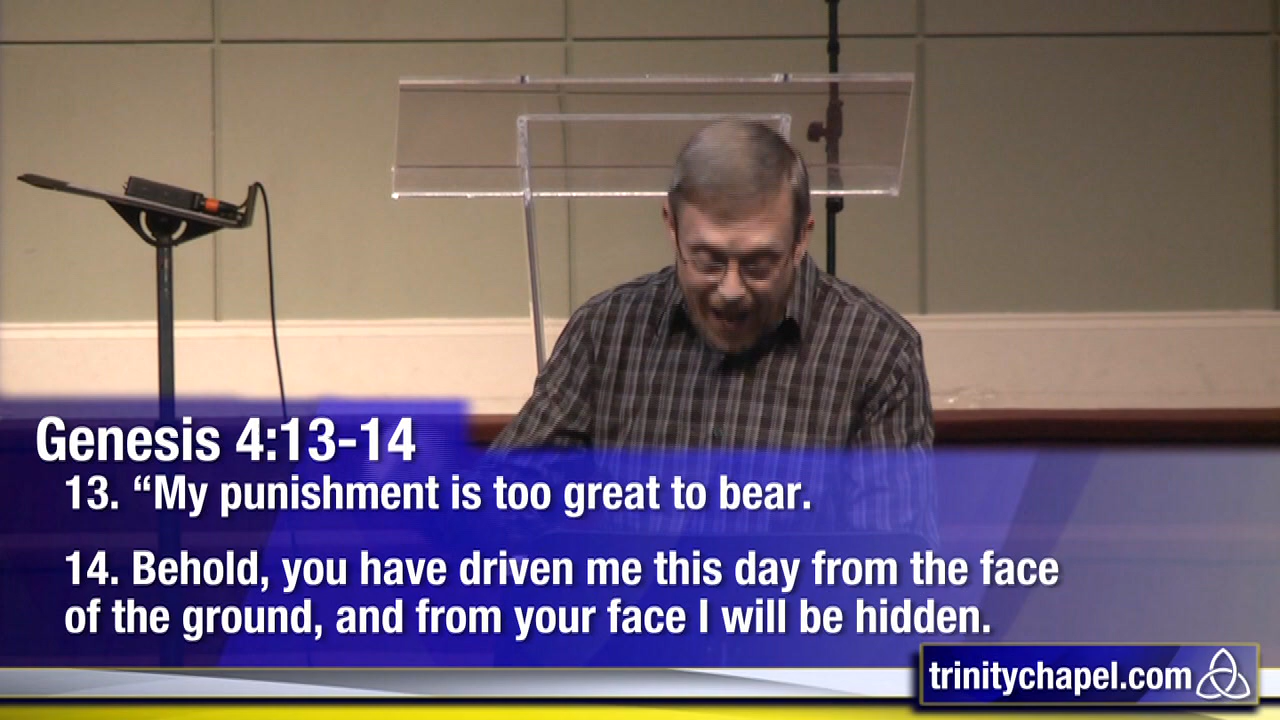 Genesis 4:13-14
13. “My punishment is too great to bear.
14. Behold, you have driven me this day from the face
of the ground, and from your face I will be hidden.
trinitychapel.com